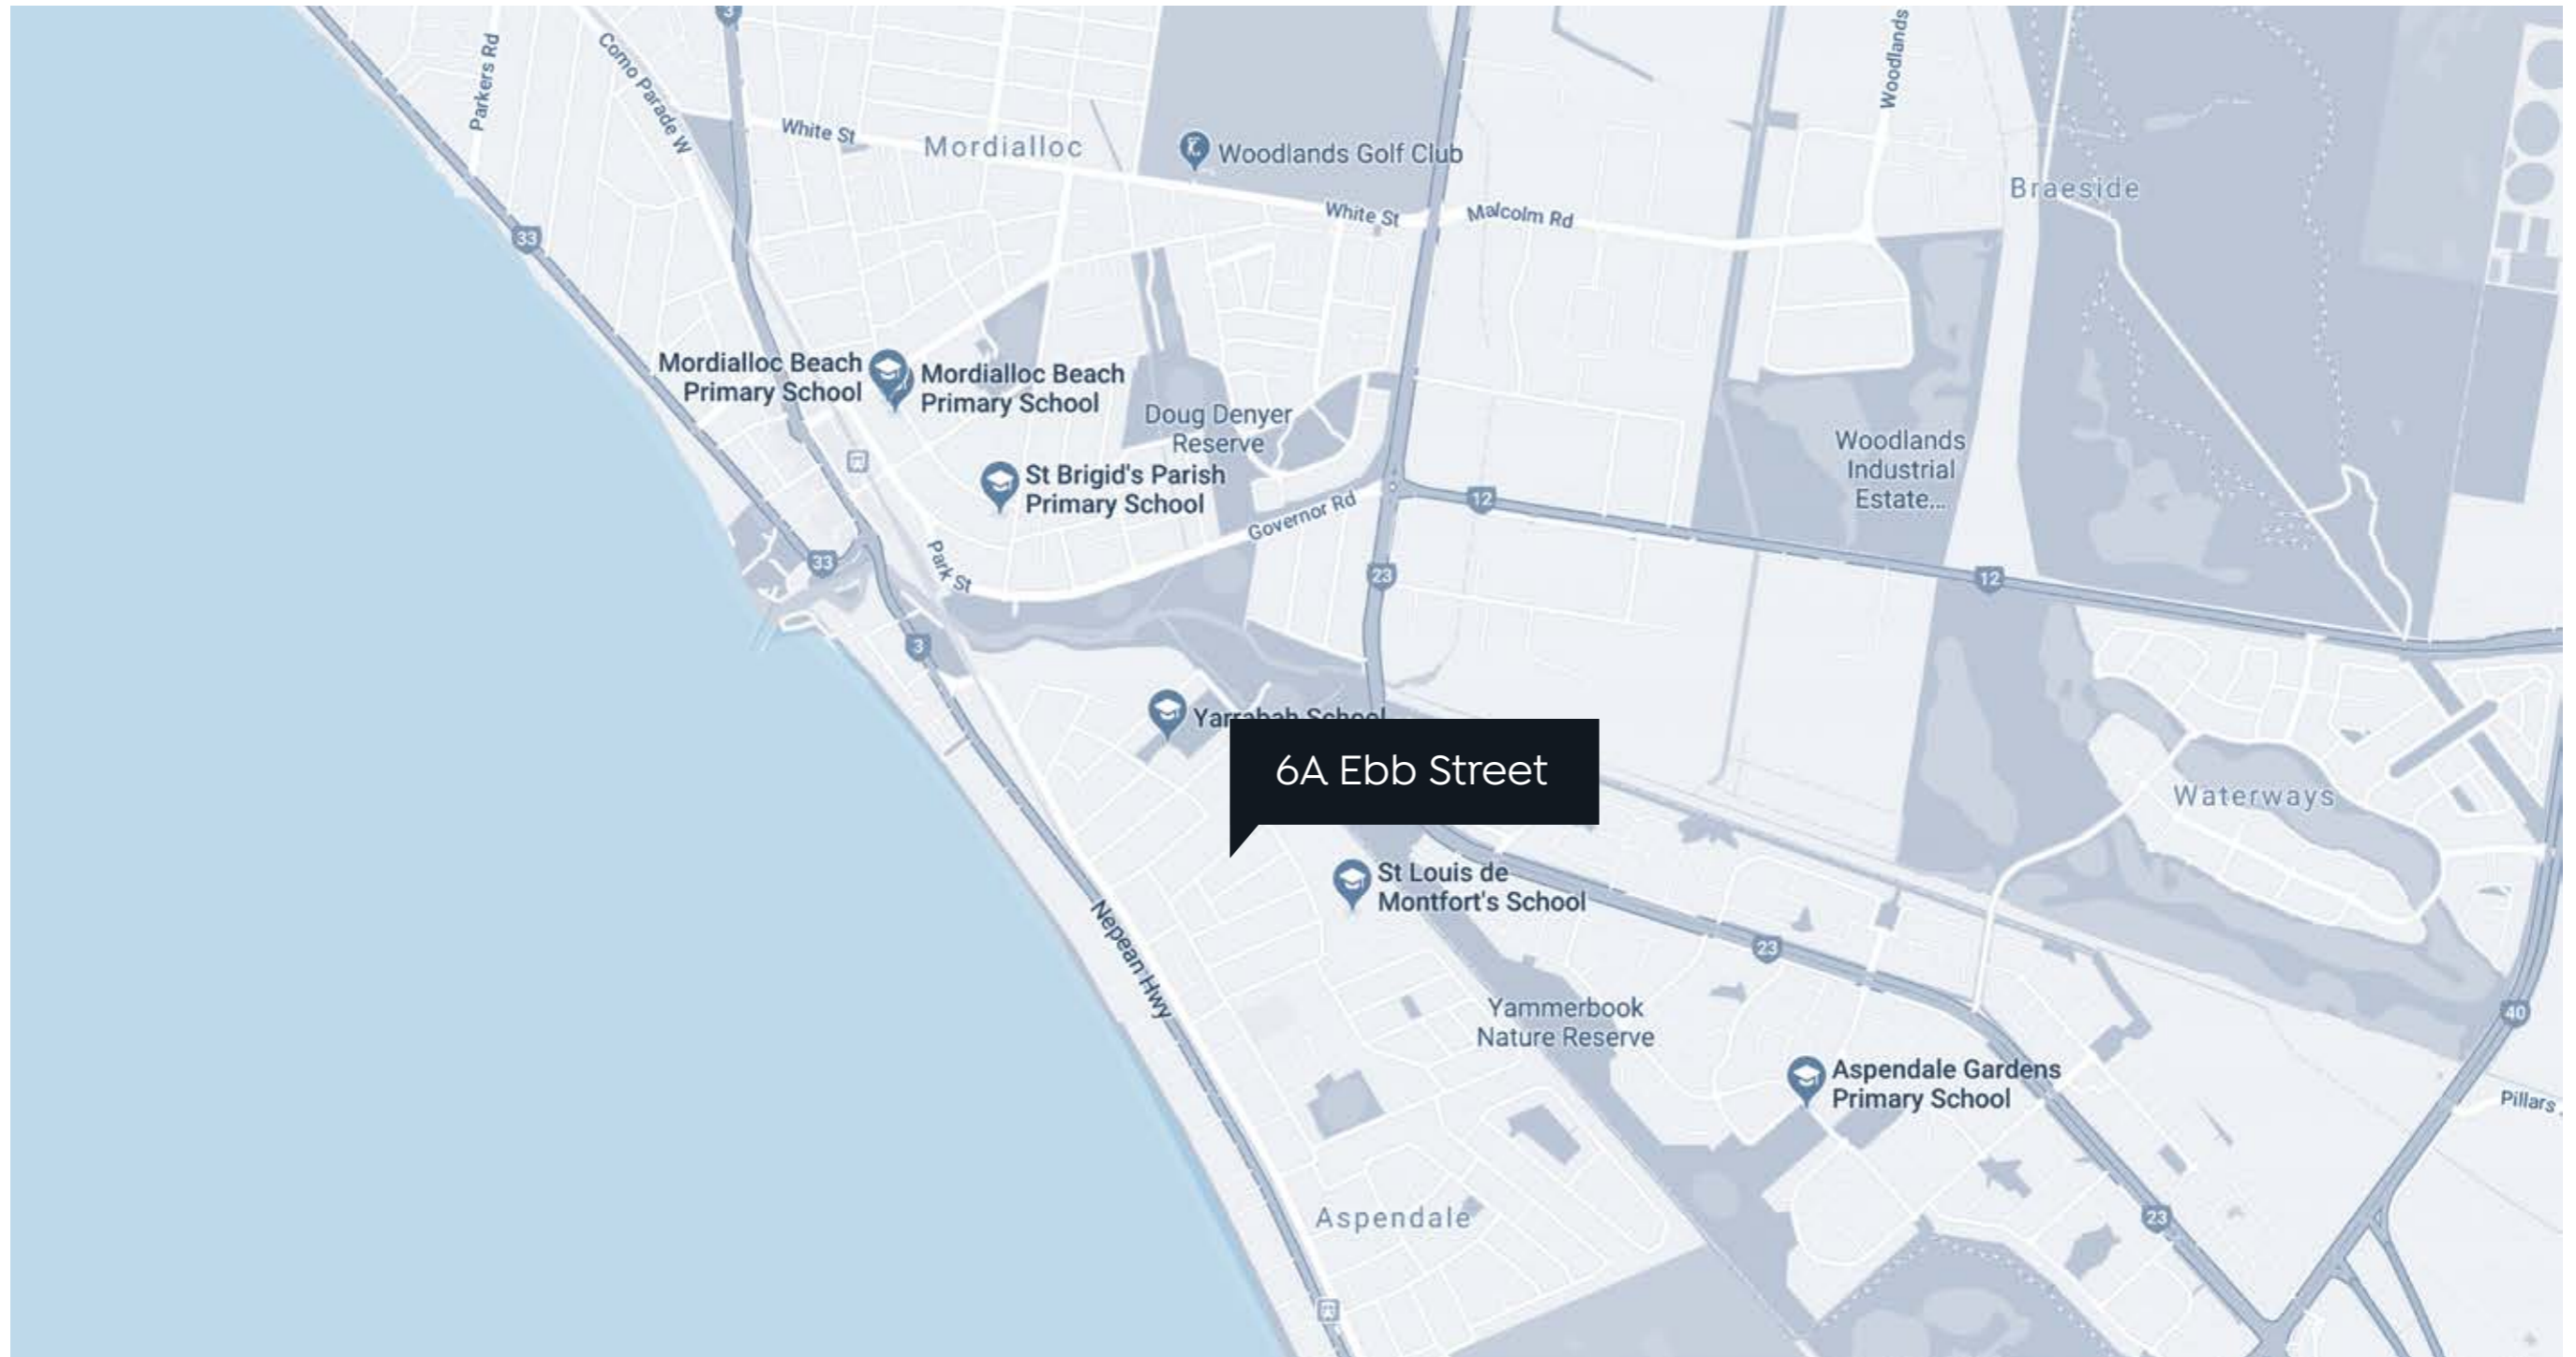 3
Parkers Rd
Como Parade W
Woodlands
White St
Mordialloc
Woodlands Golf Club
Braeside
White St
Malcolm Rd
33
Mordialloc Beach
Primary School
Mordialloc Beach
Primary School
Doug Denyer
Reserve
Woodlands
Industrial
Estate...
St Brigid's Parish
Primary School
12
Governor Rd
33
Park St
23
12
3
Yarrabah School
6A Ebb Street
Waterways
St Louis de
Montfort's School
Nepean Hwy
23
Yammerbook
Nature Reserve
40
Aspendale Gardens
Primary School
Pillars
Aspendale
23